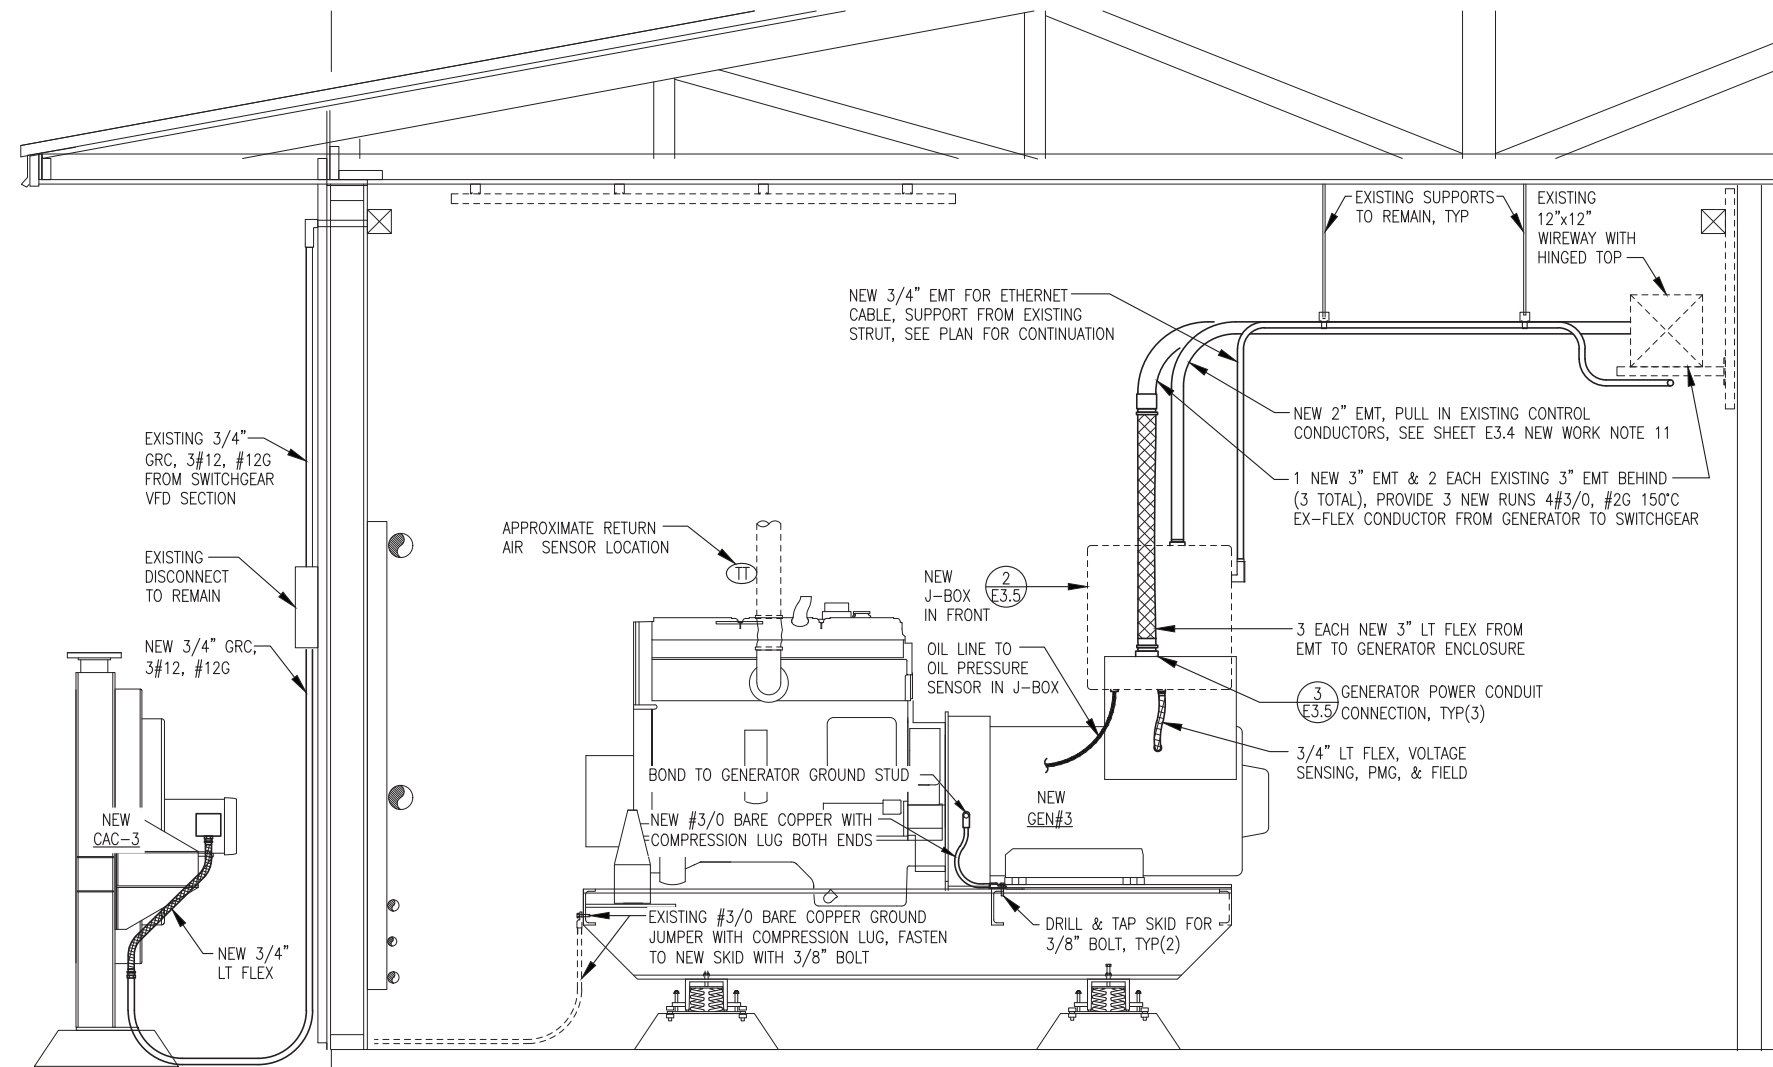 EXISTING SUPPORTS
TO REMAIN, TYP
EXISTING
12"x12"
WIREWAY WITH
HINGED TOP
NEW 3/4" EMT FOR ETHERNET
CABLE, SUPPORT FROM EXISTING
STRUT, SEE PLAN FOR CONTINUATION
NEW 2" EMT, PULL IN EXISTING CONTROL
CONDUCTORS, SEE SHEET E3.4 NEW WORK NOTE 11
EXISTING 3/4"
GRC, 3#12, #12G
FROM SWITCHGEAR
VFD SECTION
1 NEW 3" EMT & 2 EACH EXISTING 3" EMT BEHIND
(3 TOTAL), PROVIDE 3 NEW RUNS 4#3/0, #2G 150°C
EX-FLEX CONDUCTOR FROM GENERATOR TO SWITCHGEAR
APPROXIMATE RETURN
AIR SENSOR LOCATION
TT
EXISTING
DISCONNECT
TO REMAIN
NEW
J-BOX
IN FRONT
2
E3.5
3 EACH NEW 3" LT FLEX FROM
EMT TO GENERATOR ENCLOSURE
NEW 3/4" GRC,
3#12, #12G
OIL LINE TO
OIL PRESSURE
SENSOR IN J-BOX
3
E3.5
GENERATOR POWER CONDUIT
CONNECTION, TYP(3)
3/4" LT FLEX, VOLTAGE
SENSING, PMG, & FIELD
BOND TO GENERATOR GROUND STUD
NEW
GEN#3
NEW
CAC-3
NEW #3/0 BARE COPPER WITH
COMPRESSION LUG BOTH ENDS
EXISTING #3/0 BARE COPPER GROUND
JUMPER WITH COMPRESSION LUG, FASTEN
TO NEW SKID WITH 3/8" BOLT
DRILL & TAP SKID FOR
3/8" BOLT, TYP(2)
NEW 3/4"
LT FLEX